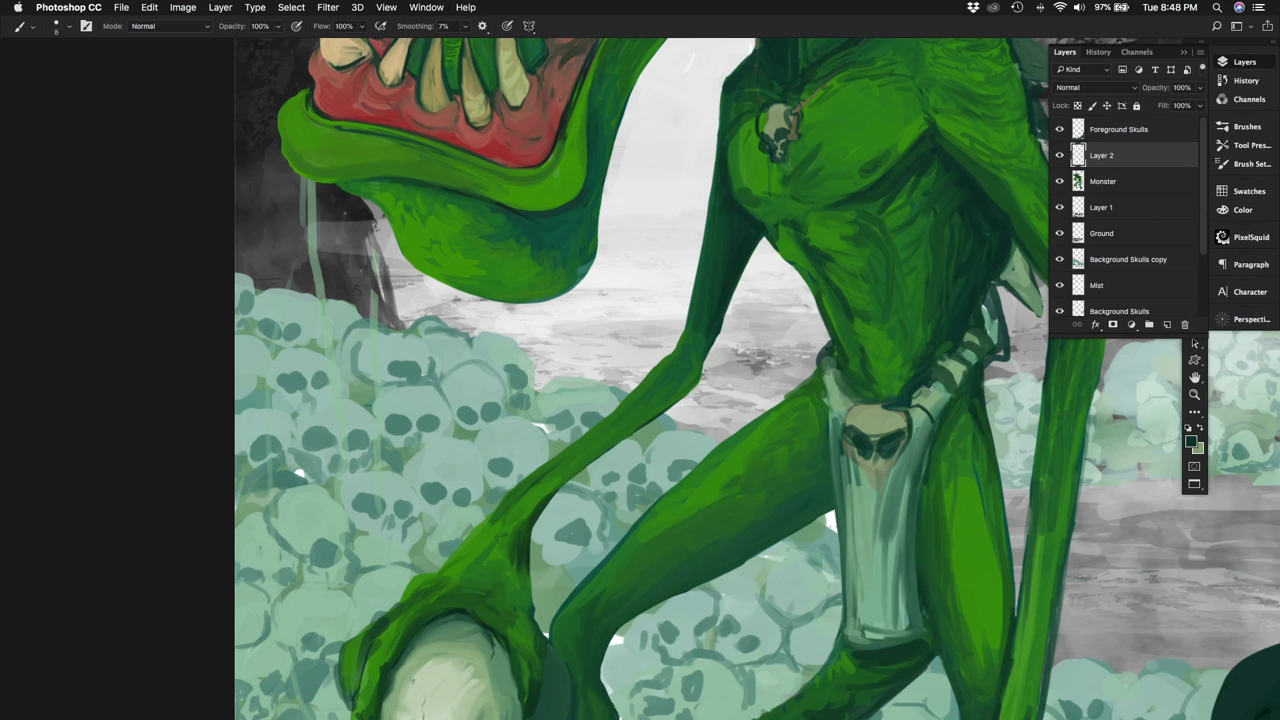 Photoshop CC File Edit Image Layer Type Select Filter 3D View Window Help 97% Tue 8:48 PM
8 Mode: Normal Opacity: 100% Flow: 100% Smoothing: 7%
Layers History Channels
Kind
Normal Opacity: 100%
Lock: Fill: 100%
Foreground Skulls
Layer 2
Monster
Layer 1
Ground
Background Skulls copy
Mist
Background Skulls
fx
Layers
History
Channels
Brushes
Tool Pres...
Brush Set...
Swatches
Color
PixelSquid
Paragraph
Character
Perspecti...